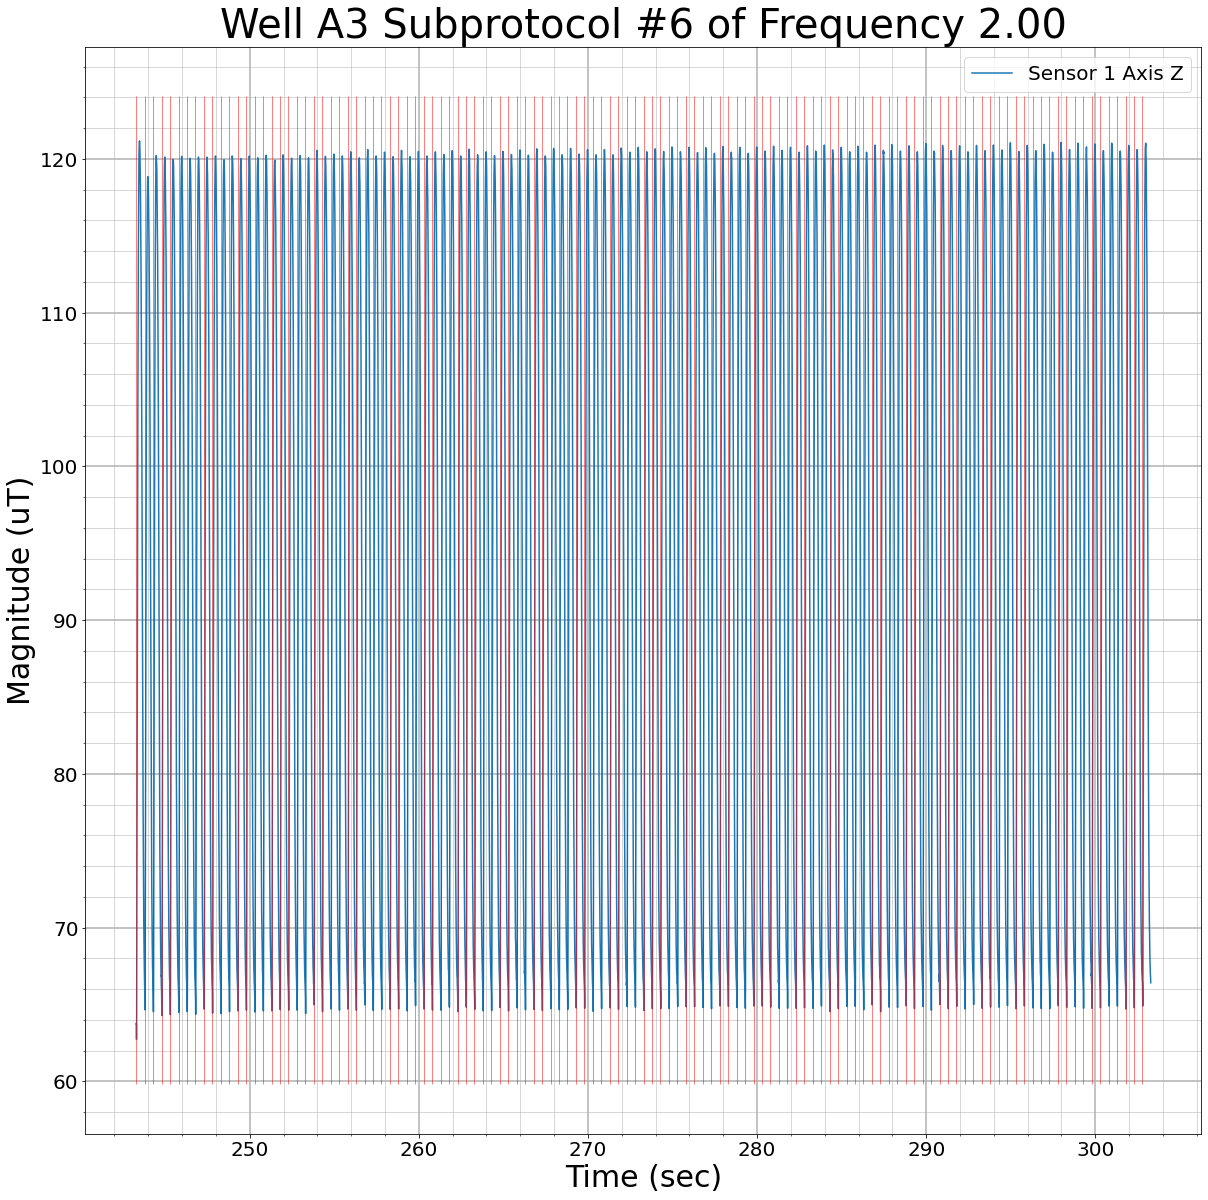 Well A3 Subprotocol #6 of Frequency 2.00
Sensor 1 Axis Z
120
110
100
90
80
70
60
Magnitude (uT)
250 260 270 280 290 300
Time (sec)